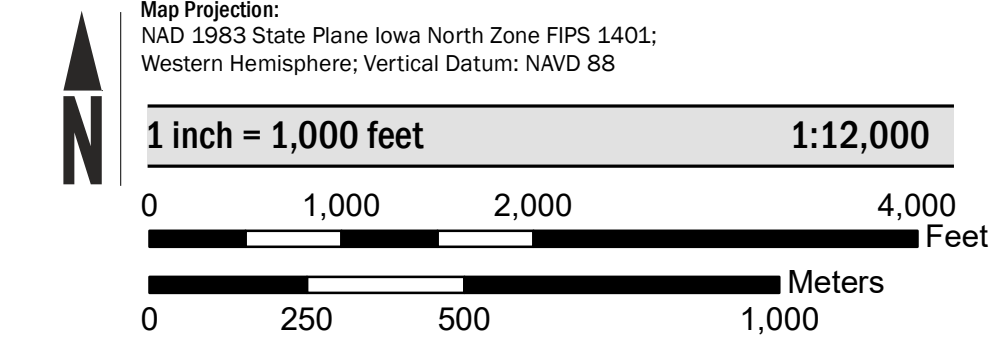 Map Projection:
NAD 1983 State Plane Iowa North Zone FIPS 1401;
Western Hemisphere; Vertical Datum: NAVD 88
N
1 inch = 1,000 feet 1:12,000
0 1,000 2,000 4,000
Feet
Meters
0 250 500 1,000